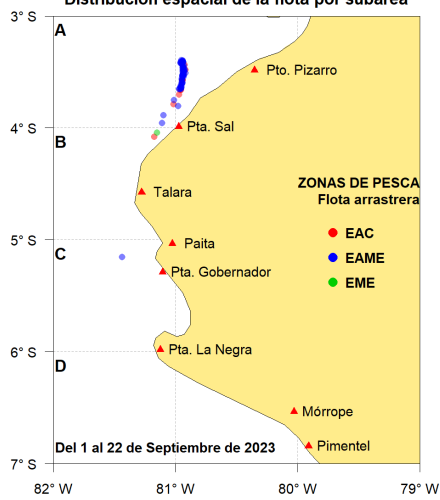 Distribución espacial de la flota por subárea
3° S
A
Pto. Pizarro
4° S
Pta. Sal
B
ZONAS DE PESCA
Talara
Flota arrastrera
EAC
5° S
Paita
C
EAME
Pta. Gobernador
EME
6° S
Pta. La Negra
D
Mórrope
Del 1 al 22 de Septiembre de 2023
Pimentel
7° S
82° W
81° W
80° W
79° W